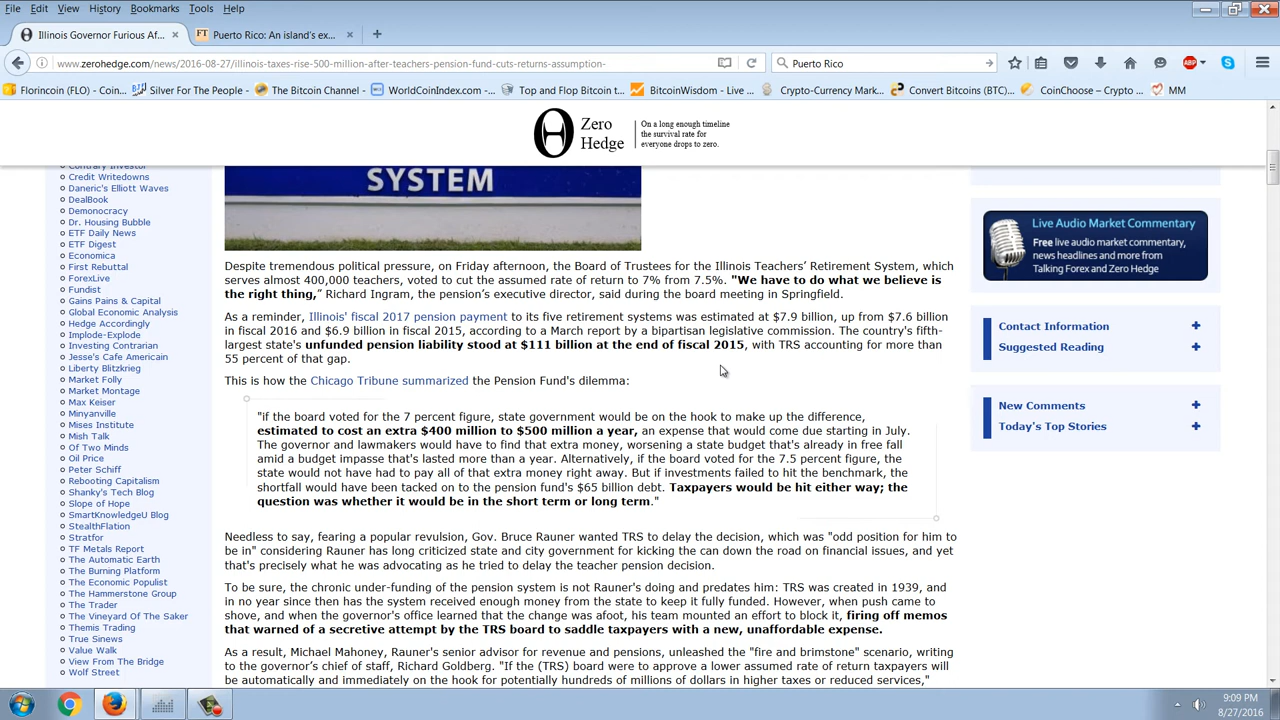 File Edit View History Bookmarks Tools Help
Illinois Governor Furious Af... × FT Puerto Rico: An island's ex... × +
www.zerohedge.com/news/2016-08-27/illinois-taxes-rise-500-million-after-teachers-pension-fund-cuts-returns-assumption- Puerto Rico ABP
Florincoin (FLO) - Coin... Silver For The People - The Bitcoin Channel - WorldCoinIndex.com - ... Top and Flop Bitcoin t... BitcoinWisdom - Live ... Crypto-Currency Mark... Convert Bitcoins (BTC)... CoinChoose – Crypto ... MM
Zero Hedge
On a long enough timeline
the survival rate for
everyone drops to zero.
Contrary Investor
Credit Writedowns
Daneric's Elliott Waves
DealBook
Demonocracy
Dr. Housing Bubble
ETF Daily News
ETF Digest
Economica
First Rebuttal
ForexLive
Fundist
Gains Pains & Capital
Global Economic Analysis
Hedge Accordingly
Implode-Explode
Investing Contrarian
Jesse's Cafe Americain
Liberty Blitzkrieg
Market Folly
Market Montage
Max Keiser
Minyanville
Mises Institute
Mish Talk
Of Two Minds
Oil Price
Peter Schiff
Rebooting Capitalism
Shanky's Tech Blog
Slope of Hope
SmartKnowledgeU Blog
StealthFlation
Stratfor
TF Metals Report
The Automatic Earth
The Burning Platform
The Economic Populist
The Hammerstone Group
The Trader
The Vineyard Of The Saker
Themis Trading
True Sinews
Value Walk
View From The Bridge
Wolf Street
SYSTEM
Despite tremendous political pressure, on Friday afternoon, the Board of Trustees for the Illinois Teachers' Retirement System, which
serves almost 400,000 teachers, voted to cut the assumed rate of return to 7% from 7.5%. "We have to do what we believe is
the right thing," Richard Ingram, the pension's executive director, said during the board meeting in Springfield.
As a reminder, Illinois' fiscal 2017 pension payment to its five retirement systems was estimated at $7.9 billion, up from $7.6 billion
in fiscal 2016 and $6.9 billion in fiscal 2015, according to a March report by a bipartisan legislative commission. The country's fifth-
largest state's unfunded pension liability stood at $111 billion at the end of fiscal 2015, with TRS accounting for more than
55 percent of that gap.
This is how the Chicago Tribune summarized the Pension Fund's dilemma:
"if the board voted for the 7 percent figure, state government would be on the hook to make up the difference,
estimated to cost an extra $400 million to $500 million a year, an expense that would come due starting in July.
The governor and lawmakers would have to find that extra money, worsening a state budget that's already in free fall
amid a budget impasse that's lasted more than a year. Alternatively, if the board voted for the 7.5 percent figure, the
state would not have had to pay all of that extra money right away. But if investments failed to hit the benchmark, the
shortfall would have been tacked on to the pension fund's $65 billion debt. Taxpayers would be hit either way; the
question was whether it would be in the short term or long term."
Needless to say, fearing a popular revulsion, Gov. Bruce Rauner wanted TRS to delay the decision, which was "odd position for him to
be in" considering Rauner has long criticized state and city government for kicking the can down the road on financial issues, and yet
that's precisely what he was advocating as he tried to delay the teacher pension decision.
To be sure, the chronic under-funding of the pension system is not Rauner's doing and predates him: TRS was created in 1939, and
in no year since then has the system received enough money from the state to keep it fully funded. However, when push came to
shove, and when the governor's office learned that the change was afoot, his team mounted an effort to block it, firing off memos
that warned of a secretive attempt by the TRS board to saddle taxpayers with a new, unaffordable expense.
As a result, Michael Mahoney, Rauner's senior advisor for revenue and pensions, unleashed the "fire and brimstone" scenario, writing
to the governor's chief of staff, Richard Goldberg. "If the (TRS) board were to approve a lower assumed rate of return taxpayers will
be automatically and immediately on the hook for potentially hundreds of millions of dollars in higher taxes or reduced services,"
Live Audio Market Commentary
Free live audio market commentary,
news headlines and more from
Talking Forex and Zero Hedge
Contact Information +
Suggested Reading +
New Comments +
Today's Top Stories +
9:09 PM
8/27/2016